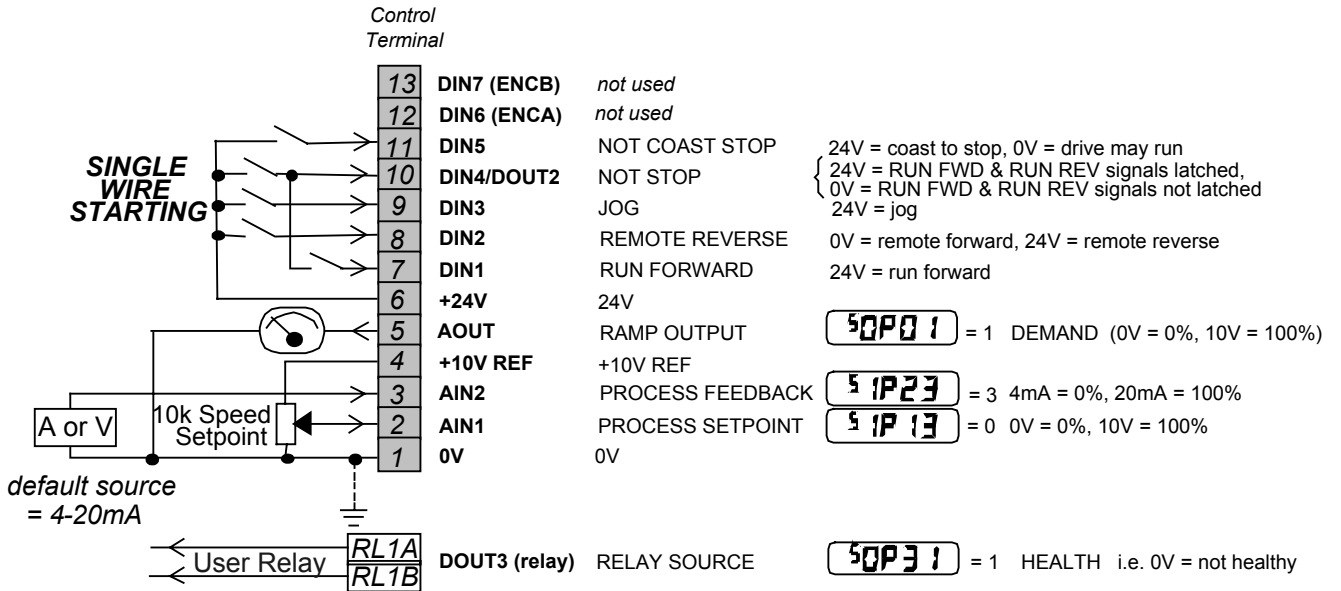 Control
Terminal
13 DIN7 (ENCB) not used
12 DIN6 (ENCA) not used
11 DIN5 NOT COAST STOP 24V = coast to stop, 0V = drive may run
10 DIN4/DOUT2 NOT STOP 24V = RUN FWD & RUN REV signals latched,
0V = RUN FWD & RUN REV signals not latched
9 DIN3 JOG 24V = jog
8 DIN2 REMOTE REVERSE 0V = remote forward, 24V = remote reverse
7 DIN1 RUN FORWARD 24V = run forward
6 +24V 24V
5 AOUT RAMP OUTPUT SOP01 = 1 DEMAND (0V = 0%, 10V = 100%)
4 +10V REF +10V REF
3 AIN2 PROCESS FEEDBACK SIP23 = 3 4mA = 0%, 20mA = 100%
2 AIN1 PROCESS SETPOINT SIP13 = 0 0V = 0%, 10V = 100%
1 0V 0V
SINGLE
WIRE
STARTING
A or V
10k Speed
Setpoint
default source
= 4-20mA
User Relay
RL1A
RL1B
DOUT3 (relay) RELAY SOURCE SOP31 = 1 HEALTH i.e. 0V = not healthy